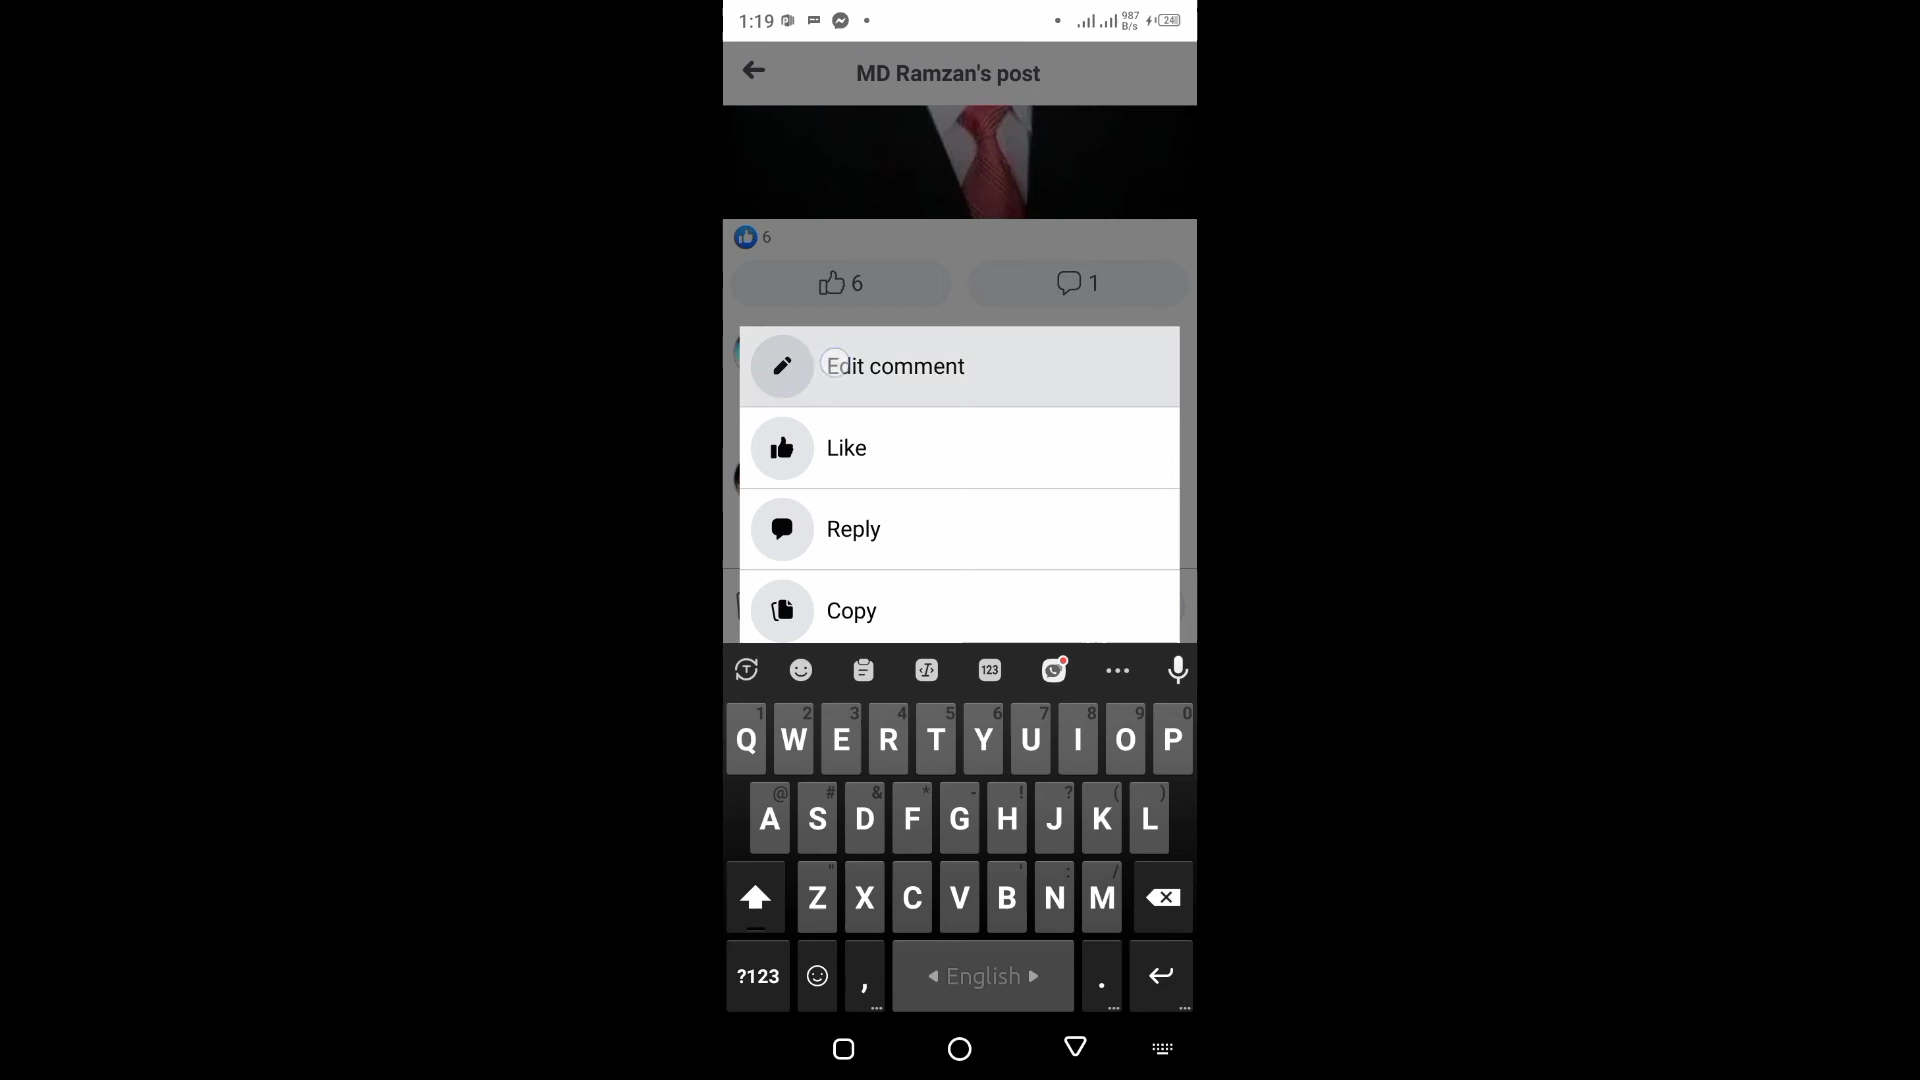 1:19
987
B/s
24
MD Ramzan's post
6
6
1
Edit comment
Like
Reply
Copy
123
1 2 3 4 5 6 7 8 9 0
Q W E R T Y U I O P
@ # & * - ! ? ( )
A S D F G H J K L
" ' : /
Z X C V B N M
?123 , English .